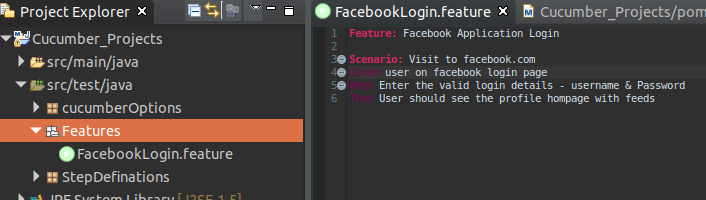 Project Explorer
Cucumber_Projects
src/main/java
src/test/java
cucumberOptions
Features
FacebookLogin.feature
StepDefinations
JRE System Library [J2SE-1.5]
FacebookLogin.feature
Cucumber_Projects/pom
1 Feature: Facebook Application Login
2
3 Scenario: Visit to facebook.com
4 Given user on facebook login page
5 When Enter the valid login details - username & Password
6 Then User should see the profile hompage with feeds